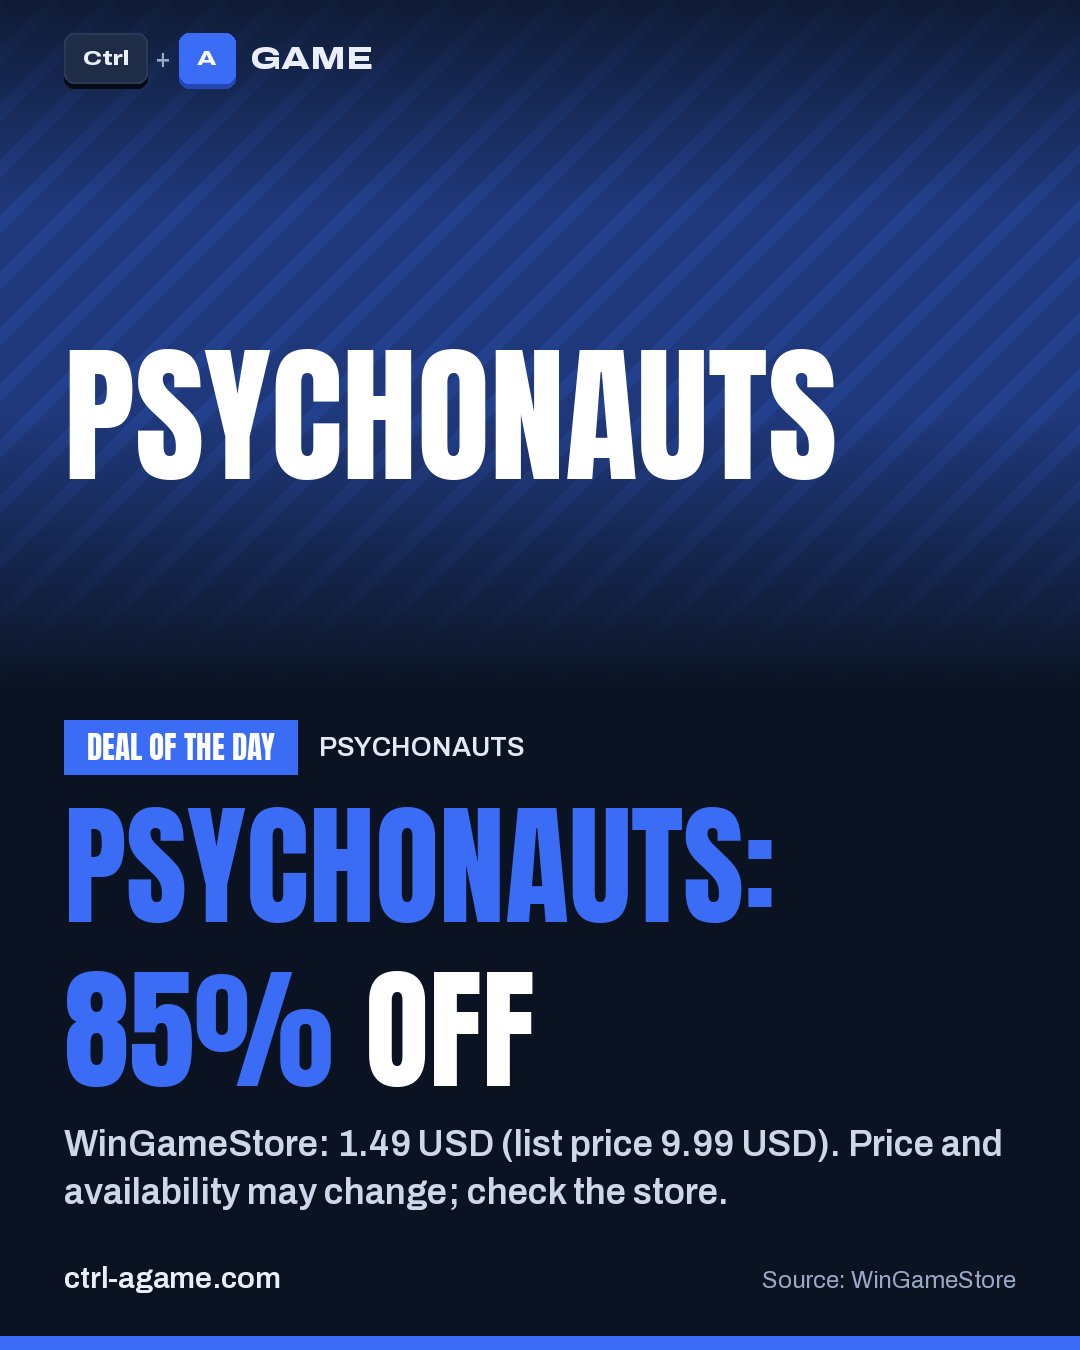 Ctrl + A GAME
PSYCHONAUTS
DEAL OF THE DAY PSYCHONAUTS
PSYCHONAUTS:
85% OFF
WinGameStore: 1.49 USD (list price 9.99 USD). Price and
availability may change; check the store.
ctrl-agame.com Source: WinGameStore